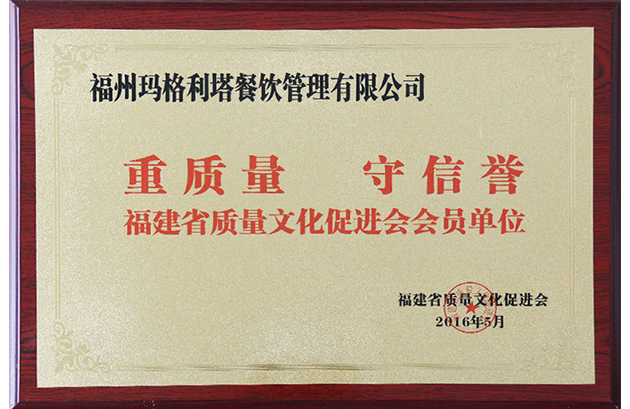 福州玛格利塔餐饮管理有限公司
重质量 守信誉
福建省质量文化促进会会员单位
福建省质量文化促进会
2016年5月